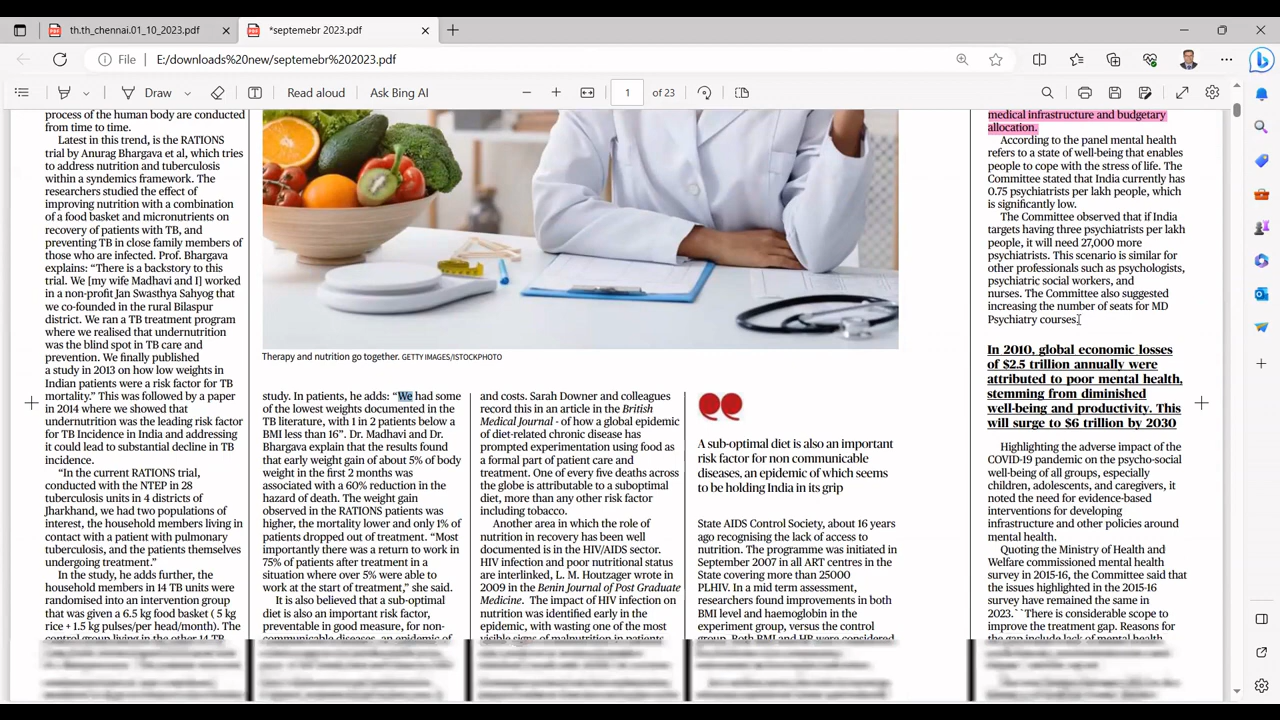 th.th_chennai.01_10_2023.pdf
*septemebr 2023.pdf
File
E:/downloads%20new/septemebr%202023.pdf
Draw
Read aloud
Ask Bing AI
1
of 23
process of the human body are conducted
from time to time.
Latest in this trend, is the RATIONS
trial by Anurag Bhargava et al, which tries
to address nutrition and tuberculosis
within a syndemics framework. The
researchers studied the effect of
improving nutrition with a combination
of a food basket and micronutrients on
recovery of patients with TB, and
preventing TB in close family members of
those who are infected. Prof. Bhargava
explains: “There is a backstory to this
trial. We [my wife Madhavi and I] worked
in a non-profit Jan Swasthya Sahyog that
we co-founded in the rural Bilaspur
district. We ran a TB treatment program
where we realised that undernutrition
was the blind spot in TB care and
prevention. We finally published
a study in 2013 on how low weights in
Indian patients were a risk factor for TB
mortality.” This was followed by a paper
in 2014 where we showed that
undernutrition was the leading risk factor
for TB Incidence in India and addressing
it could lead to substantial decline in TB
incidence.
“In the current RATIONS trial,
conducted with the NTEP in 28
tuberculosis units in 4 districts of
Jharkhand, we had two populations of
interest, the household members living in
contact with a patient with pulmonary
tuberculosis, and the patients themselves
undergoing treatment.”
In the study, he adds further, the
household members in 14 TB units were
randomised into an intervention group
that was given a 6.5 kg food basket ( 5 kg
rice + 1.5 kg pulses/per head/month). The
control group living in the other 14 TB
Therapy and nutrition go together. GETTY IMAGES/ISTOCKPHOTO
study. In patients, he adds: “We had some
of the lowest weights documented in the
TB literature, with 1 in 2 patients below a
BMI less than 16”. Dr. Madhavi and Dr.
Bhargava explain that the results found
that early weight gain of about 5% of body
weight in the first 2 months was
associated with a 60% reduction in the
hazard of death. The weight gain
observed in the RATIONS patients was
higher, the mortality lower and only 1% of
patients dropped out of treatment. “Most
importantly there was a return to work in
75% of patients after treatment in a
situation where over 5% were able to
work at the start of treatment,” she said.
It is also believed that a sub-optimal
diet is also an important risk factor,
preventable in good measure, for non-
communicable diseases, an epidemic of
and costs. Sarah Downer and colleagues
record this in an article in the British
Medical Journal - of how a global epidemic
of diet-related chronic disease has
prompted experimentation using food as
a formal part of patient care and
treatment. One of every five deaths across
the globe is attributable to a suboptimal
diet, more than any other risk factor
including tobacco.
Another area in which the role of
nutrition in recovery has been well
documented is in the HIV/AIDS sector.
HIV infection and poor nutritional status
are interlinked, L. M. Houtzager wrote in
2009 in the Benin Journal of Post Graduate
Medicine. The impact of HIV infection on
nutrition was identified early in the
epidemic, with wasting one of the most
visible signs of malnutrition in patients
A sub-optimal diet is also an important
risk factor for non communicable
diseases, an epidemic of which seems
to be holding India in its grip
State AIDS Control Society, about 16 years
ago recognising the lack of access to
nutrition. The programme was initiated in
September 2007 in all ART centres in the
State covering more than 25000
PLHIV. In a mid term assessment,
researchers found improvements in both
BMI level and haemoglobin in the
experiment group, versus the control
group. Both BMI and HB were considered
medical infrastructure and budgetary
allocation.
According to the panel mental health
refers to a state of well-being that enables
people to cope with the stress of life. The
Committee stated that India currently has
0.75 psychiatrists per lakh people, which
is significantly low.
The Committee observed that if India
targets having three psychiatrists per lakh
people, it will need 27,000 more
psychiatrists. This scenario is similar for
other professionals such as psychologists,
psychiatric social workers, and
nurses. The Committee also suggested
increasing the number of seats for MD
Psychiatry courses.
In 2010, global economic losses
of $2.5 trillion annually were
attributed to poor mental health,
stemming from diminished
well-being and productivity. This
will surge to $6 trillion by 2030
Highlighting the adverse impact of the
COVID-19 pandemic on the psycho-social
well-being of all groups, especially
children, adolescents, and caregivers, it
noted the need for evidence-based
interventions for developing
infrastructure and other policies around
mental health.
Quoting the Ministry of Health and
Welfare commissioned mental health
survey in 2015-16, the Committee said that
the issues highlighted in the 2015-16
survey have remained the same in
2023.``There is considerable scope to
improve the treatment gap. Reasons for
the gap include lack of mental health